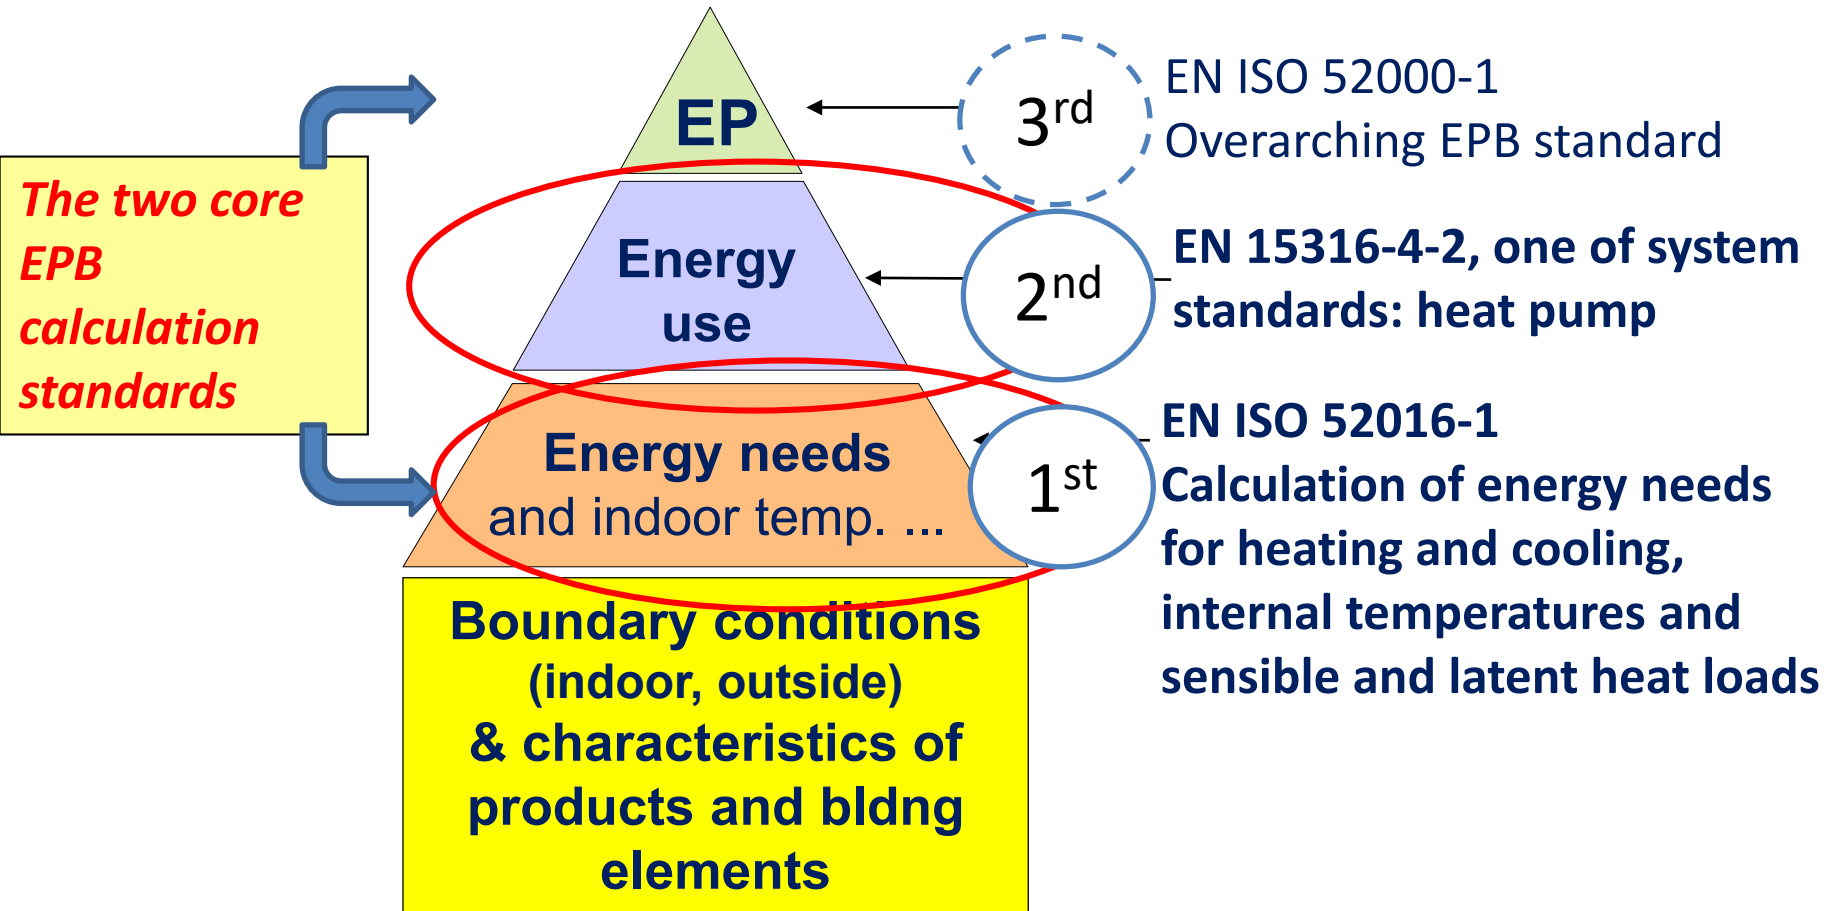 EP
3rd
EN ISO 52000-1
Overarching EPB standard
The two core
EPB
calculation
standards
Energy
use
2nd
EN 15316-4-2, one of system
standards: heat pump
Energy needs
and indoor temp. ...
1st
EN ISO 52016-1
Calculation of energy needs
for heating and cooling,
internal temperatures and
sensible and latent heat loads
Boundary conditions
(indoor, outside)
& characteristics of
products and bldng
elements